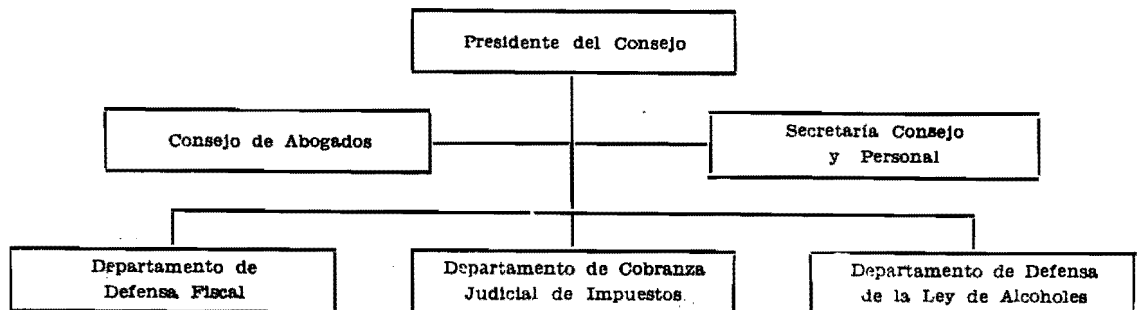 Presidente del Consejo
Consejo de Abogados
Secretaría Consejo
y Personal
Departamento de
Defensa Fiscal
Departamento de Cobranza
Judicial de Impuestos
Departamento de Defensa
de la Ley de Alcoholes